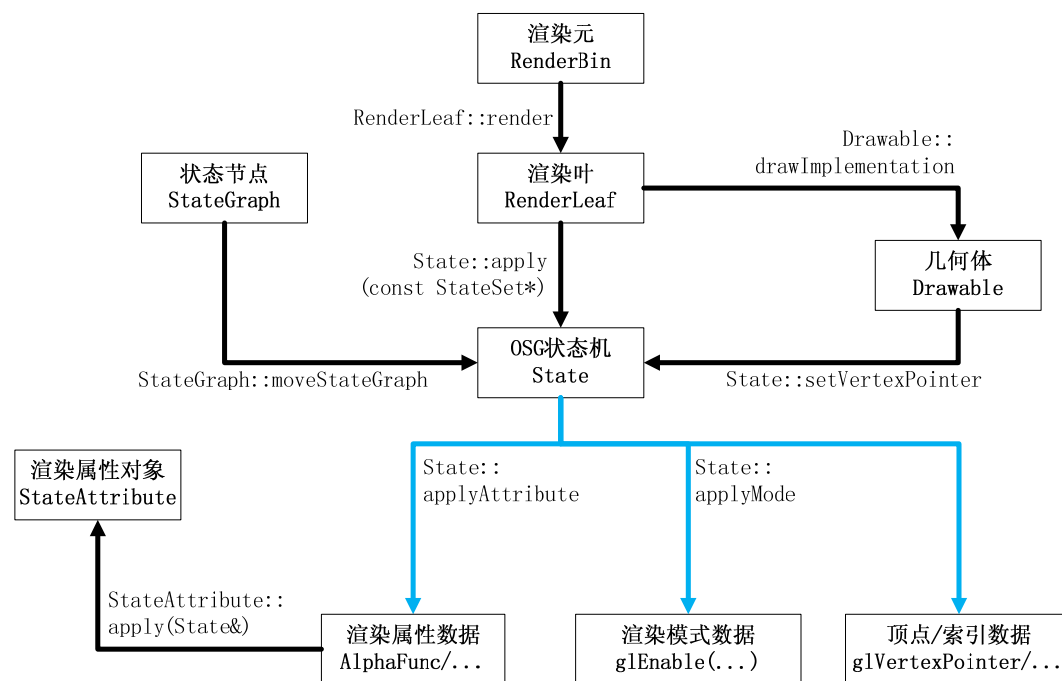 渲染元
RenderBin
RenderLeaf::render
Drawable::
drawImplementation
状态节点
StateGraph
渲染叶
RenderLeaf
State::apply
(const StateSet*)
几何体
Drawable
OSG状态机
State
StateGraph::moveStateGraph
State::setVertexPointer
渲染属性对象
StateAttribute
State::
applyAttribute
State::
applyMode
StateAttribute::
apply(State&)
渲染属性数据
AlphaFunc/...
渲染模式数据
glEnable(...)
顶点/索引数据
glVertexPointer/...